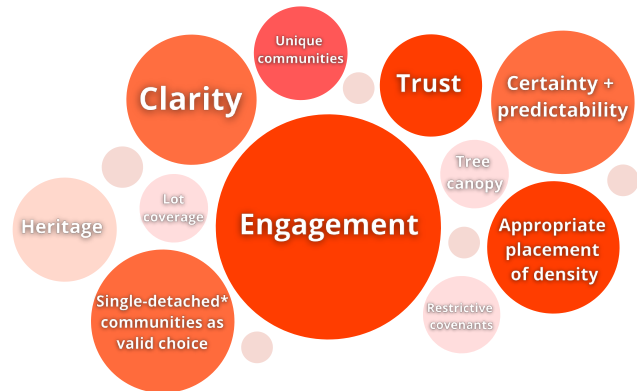 Unique
communities
Clarity
Trust
Certainty +
predictability
Tree
canopy
Lot
coverage
Heritage
Engagement
Appropriate
placement
of density
Single-detached*
communities as
valid choice
Restrictive
covenants